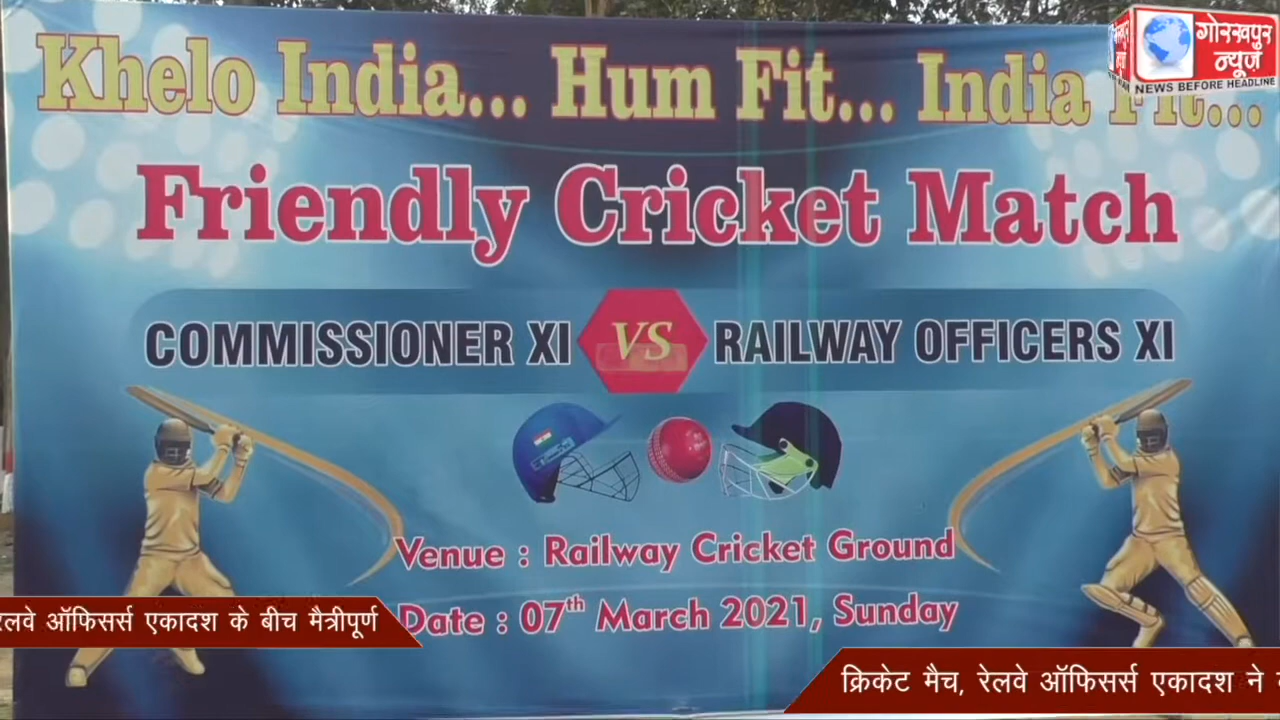 Khelo India... Hum Fit... India Fit...
गोरखपुर
न्यूज़
NEWS BEFORE HEADLINE
Friendly Cricket Match
COMMISSIONER XI VS RAILWAY OFFICERS XI
Venue : Railway Cricket Ground
Date : 07th March 2021, Sunday
रेलवे ऑफिसर्स एकादश के बीच मैत्रीपूर्ण
क्रिकेट मैच, रेलवे ऑफिसर्स एकादश ने